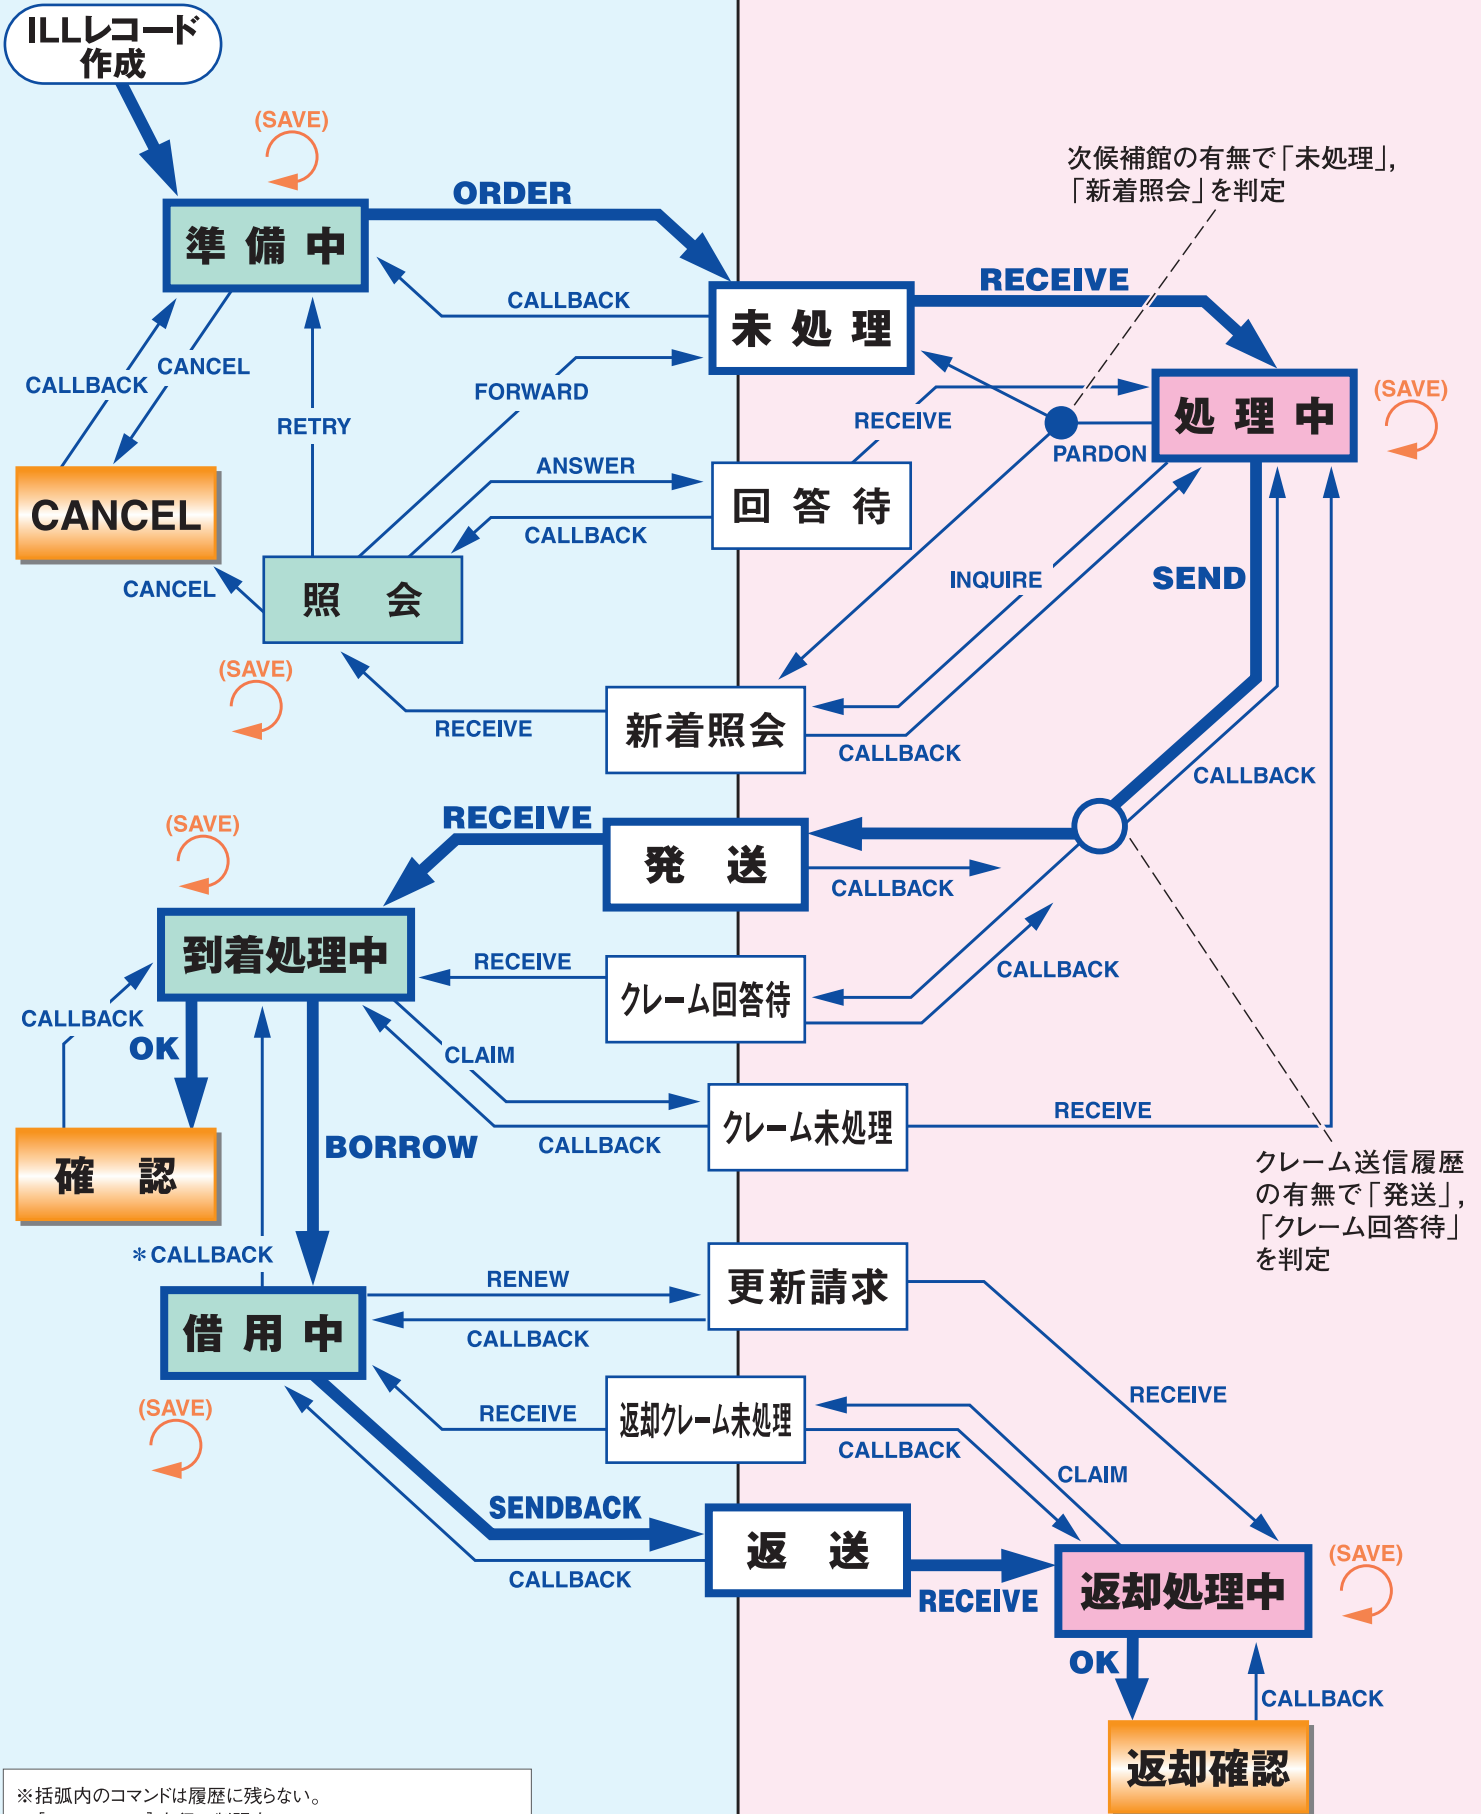 ILLレコード
作成
(SAVE)
次候補館の有無で「未処理」,
「新着照会」を判定
ORDER
準備中
RECEIVE
CALLBACK
未処理
CANCEL
CALLBACK
FORWARD
(SAVE)
処理中
RETRY
RECEIVE
PARDON
ANSWER
CANCEL
回答待
CALLBACK
INQUIRE
SEND
CANCEL
照会
(SAVE)
RECEIVE
新着照会
CALLBACK
CALLBACK
RECEIVE
(SAVE)
発送
CALLBACK
到着処理中
RECEIVE
CALLBACK
クレーム回答待
CALLBACK
OK
CLAIM
クレーム未処理
RECEIVE
BORROW
CALLBACK
確認
クレーム送信履歴
の有無で「発送」,
「クレーム回答待」
を判定
*CALLBACK
RENEW
更新請求
借用中
CALLBACK
RECEIVE
(SAVE)
RECEIVE
返却クレーム未処理
CALLBACK
CLAIM
SENDBACK
返送
(SAVE)
CALLBACK
RECEIVE
返却処理中
OK
CALLBACK
返却確認
※括弧内のコマンドは履歴に残らない。